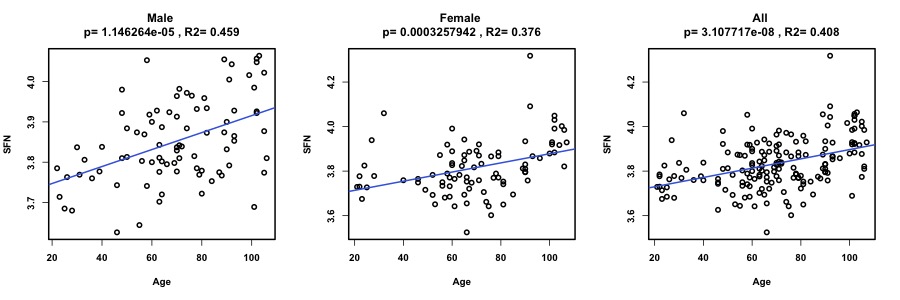 Male
p= 1.146264e-05 , R2= 0.459
SFN
4.0
3.9
3.8
3.7
20 40 60 80 100
Age
Female
p= 0.0003257942 , R2= 0.376
SFN
4.2
4.0
3.8
3.6
20 40 60 80 100
Age
All
p= 3.107717e-08 , R2= 0.408
SFN
4.2
4.0
3.8
3.6
20 40 60 80 100
Age